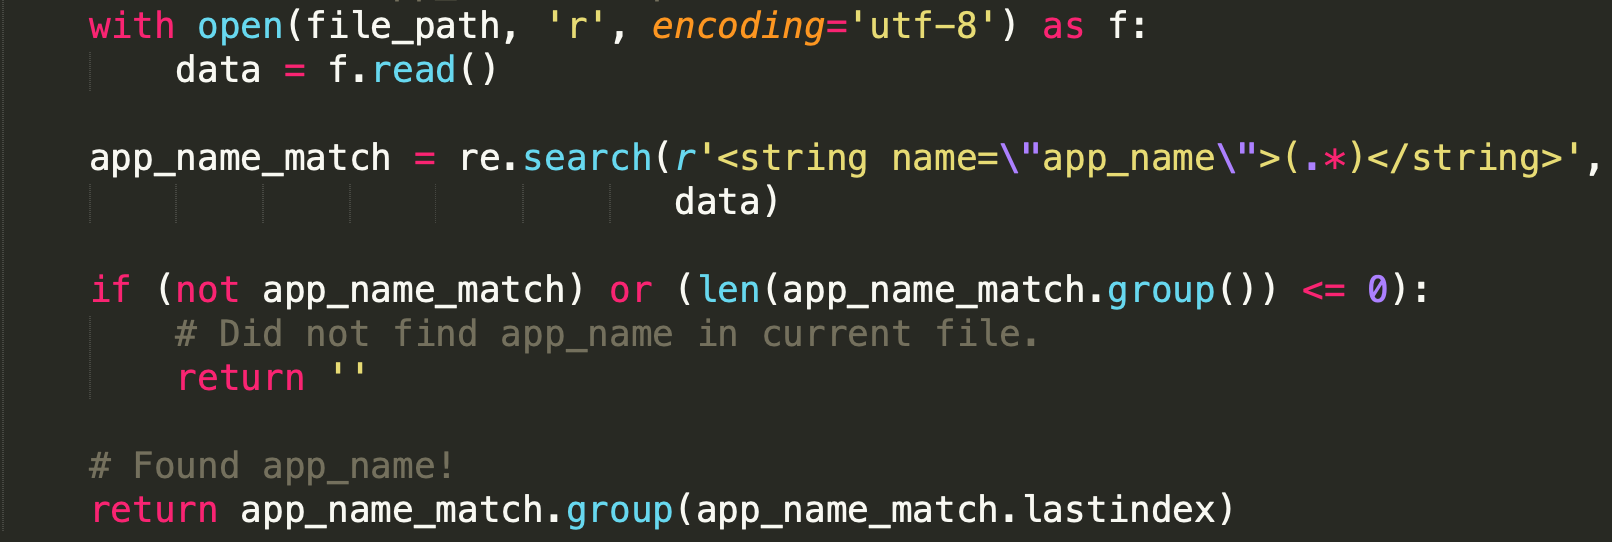 with open(file_path, 'r', encoding='utf-8') as f:
    data = f.read()

app_name_match = re.search(r'<string name=\"app_name\">(.*)</string>',
                           data)

if (not app_name_match) or (len(app_name_match.group()) <= 0):
    # Did not find app_name in current file.
    return ''

# Found app_name!
return app_name_match.group(app_name_match.lastindex)